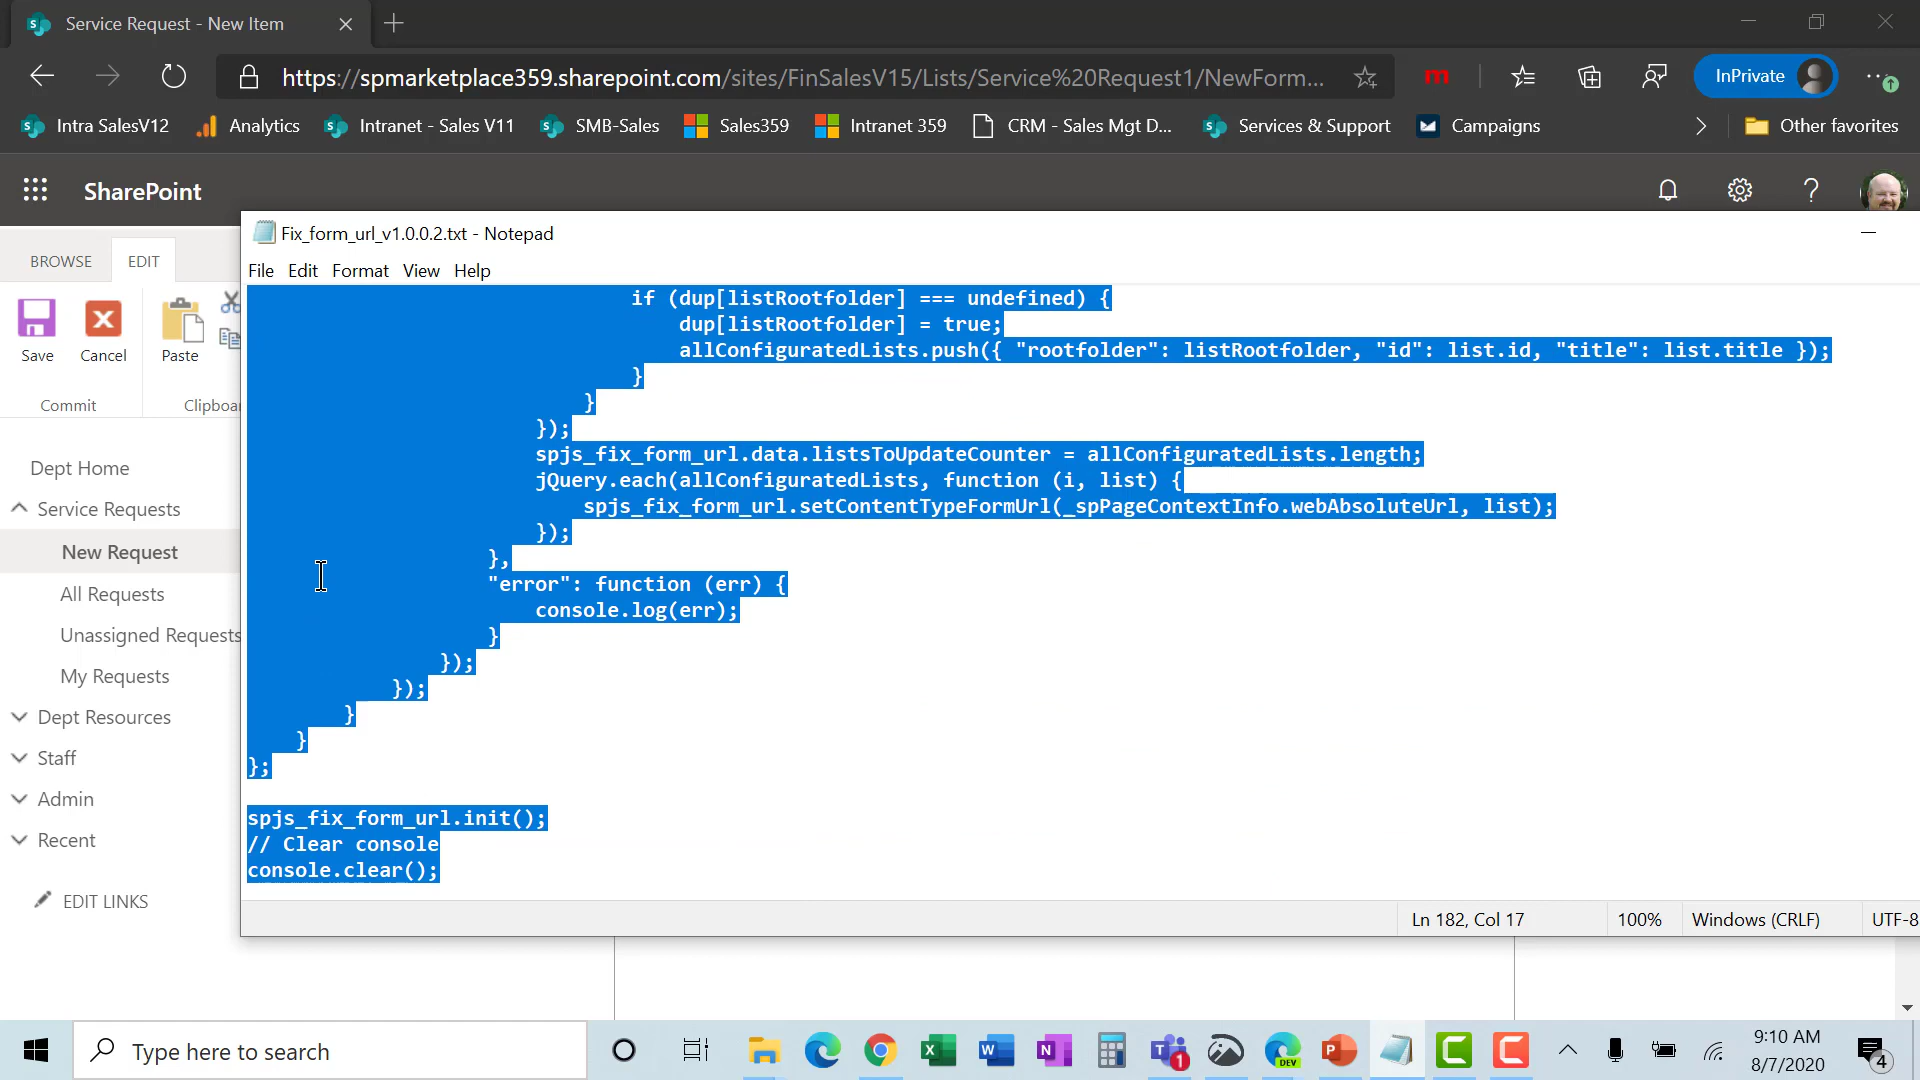 Service Request - New Item
https://spmarketplace359.sharepoint.com/sites/FinSalesV15/Lists/Service%20Request1/NewForm...
InPrivate
Intra SalesV12
Analytics
Intranet - Sales V11
SMB-Sales
Sales359
Intranet 359
CRM - Sales Mgt D...
Services & Support
Campaigns
Other favorites
SharePoint
BROWSE
EDIT
Save
Cancel
Paste
Commit
Clipboar
Dept Home
Service Requests
New Request
All Requests
Unassigned Requests
My Requests
Dept Resources
Staff
Admin
Recent
EDIT LINKS
Fix_form_url_v1.0.0.2.txt - Notepad
File Edit Format View Help
if (dup[listRootfolder] === undefined) {
dup[listRootfolder] = true;
allConfiguratedLists.push({ "rootfolder": listRootfolder, "id": list.id, "title": list.title });
}
}
});
spjs_fix_form_url.data.listsToUpdateCounter = allConfiguratedLists.length;
jQuery.each(allConfiguratedLists, function (i, list) {
spjs_fix_form_url.setContentTypeFormUrl(_spPageContextInfo.webAbsoluteUrl, list);
});
},
"error": function (err) {
console.log(err);
}
});
});
}
}
};
spjs_fix_form_url.init();
// Clear console
console.clear();
Ln 182, Col 17
100%
Windows (CRLF)
UTF-8
Type here to search
DEV
1
9:10 AM
8/7/2020
4